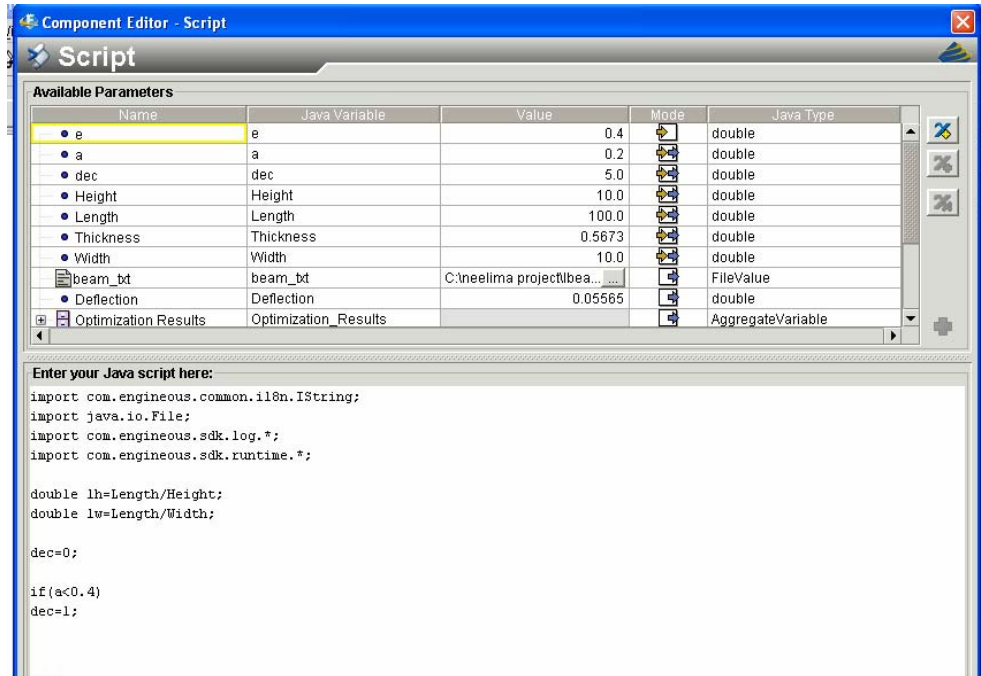 Component Editor - Script
Script
Available Parameters
Name Java Variable Value Mode Java Type
e e 0.4 double
a a 0.2 double
dec dec 5.0 double
Height Height 10.0 double
Length Length 100.0 double
Thickness Thickness 0.5673 double
Width Width 10.0 double
beam_txt beam_txt C:\neelima project\Ibea... ... FileValue
Deflection Deflection 0.05565 double
Optimization Results Optimization_Results AggregateVariable
Enter your Java script here:
import com.engineous.common.i18n.IString;
import java.io.File;
import com.engineous.sdk.log.*;
import com.engineous.sdk.runtime.*;
double lh=Length/Height;
double lw=Length/Width;
dec=0;
if(a<0.4)
dec=1;